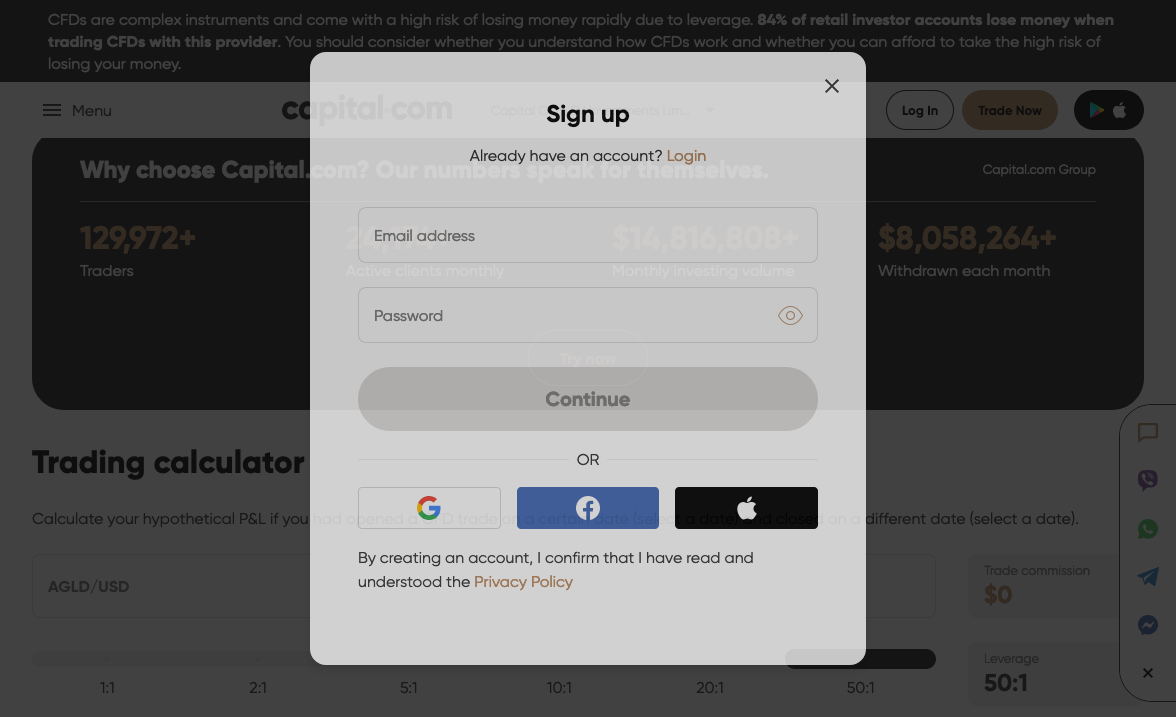 CFDs are complex instruments and come with a high risk of losing money rapidly due to leverage. 84% of retail investor accounts lose money when
trading CFDs with this provider. You should consider whether you understand how CFDs work and whether you can afford to take the high risk of
losing your money.
Menu
capital.com
Log In
Trade Now
Sign up
Already have an account? Login
Why choose Capital.com? Our numbers speak for themselves.
Capital.com Group
129,972+
$14,816,808+
$8,058,264+
Traders
Active clients monthly
Monthly investing volume
Withdrawn each month
Email address
Password
Try now
Continue
OR
Trading calculator
Calculate your hypothetical P&L if you had opened a CFD trade on a certain date (select a date) and closed on a different date (select a date).
By creating an account, I confirm that I have read and
understood the Privacy Policy
AGLD/USD
Trade commission
$0
Leverage
50:1
1:1
2:1
5:1
10:1
20:1
50:1